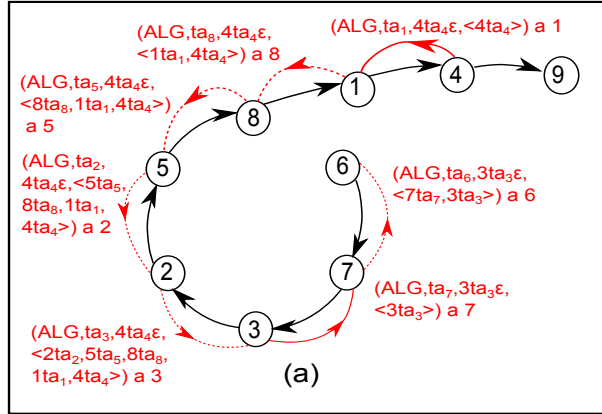 (ALG,ta₁,4ta₄ε,<4ta₄>) a 1
(ALG,ta₈,4ta₄ε,
<1ta₁,4ta₄>) a 8
(ALG,ta₅,4ta₄ε,
<8ta₈,1ta₁,4ta₄>)
a 5
1
4
9
8
5
6
(ALG,ta₂,
4ta₄ε,<5ta₅,
8ta₈,1ta₁,
4ta₄>) a 2
(ALG,ta₆,3ta₃ε,
<7ta₇,3ta₃>) a 6
2
7
3
(ALG,ta₇,3ta₃ε,
<3ta₃>) a 7
(ALG,ta₃,4ta₄ε,
<2ta₂,5ta₅,8ta₈,
1ta₁,4ta₄>) a 3
(a)